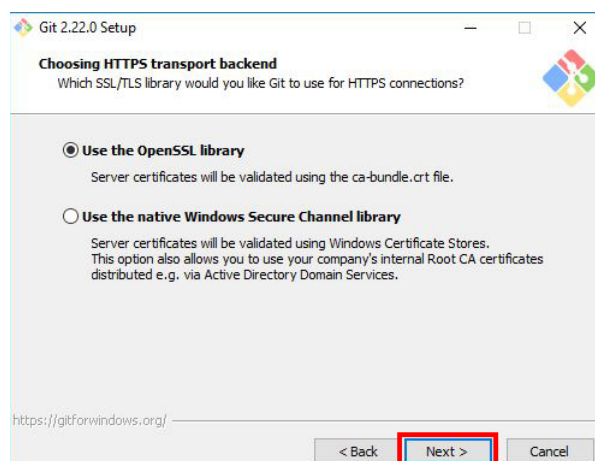 Git 2.22.0 Setup
Choosing HTTPS transport backend
Which SSL/TLS library would you like Git to use for HTTPS connections?
Use the OpenSSL library
Server certificates will be validated using the ca-bundle.crt file.
Use the native Windows Secure Channel library
Server certificates will be validated using Windows Certificate Stores.
This option also allows you to use your company's internal Root CA certificates
distributed e.g. via Active Directory Domain Services.
https://gitforwindows.org/
< Back Next > Cancel